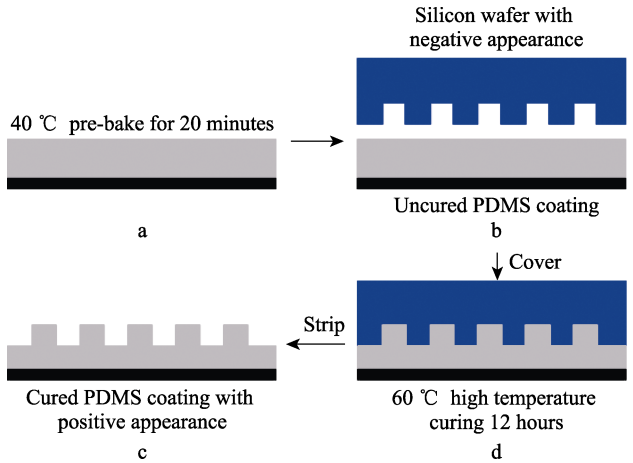 Silicon wafer with
negative appearance
40 ℃ pre-bake for 20 minutes
Uncured PDMS coating
a
b
Cover
Strip
Cured PDMS coating with
positive appearance
60 ℃ high temperature
curing 12 hours
c
d